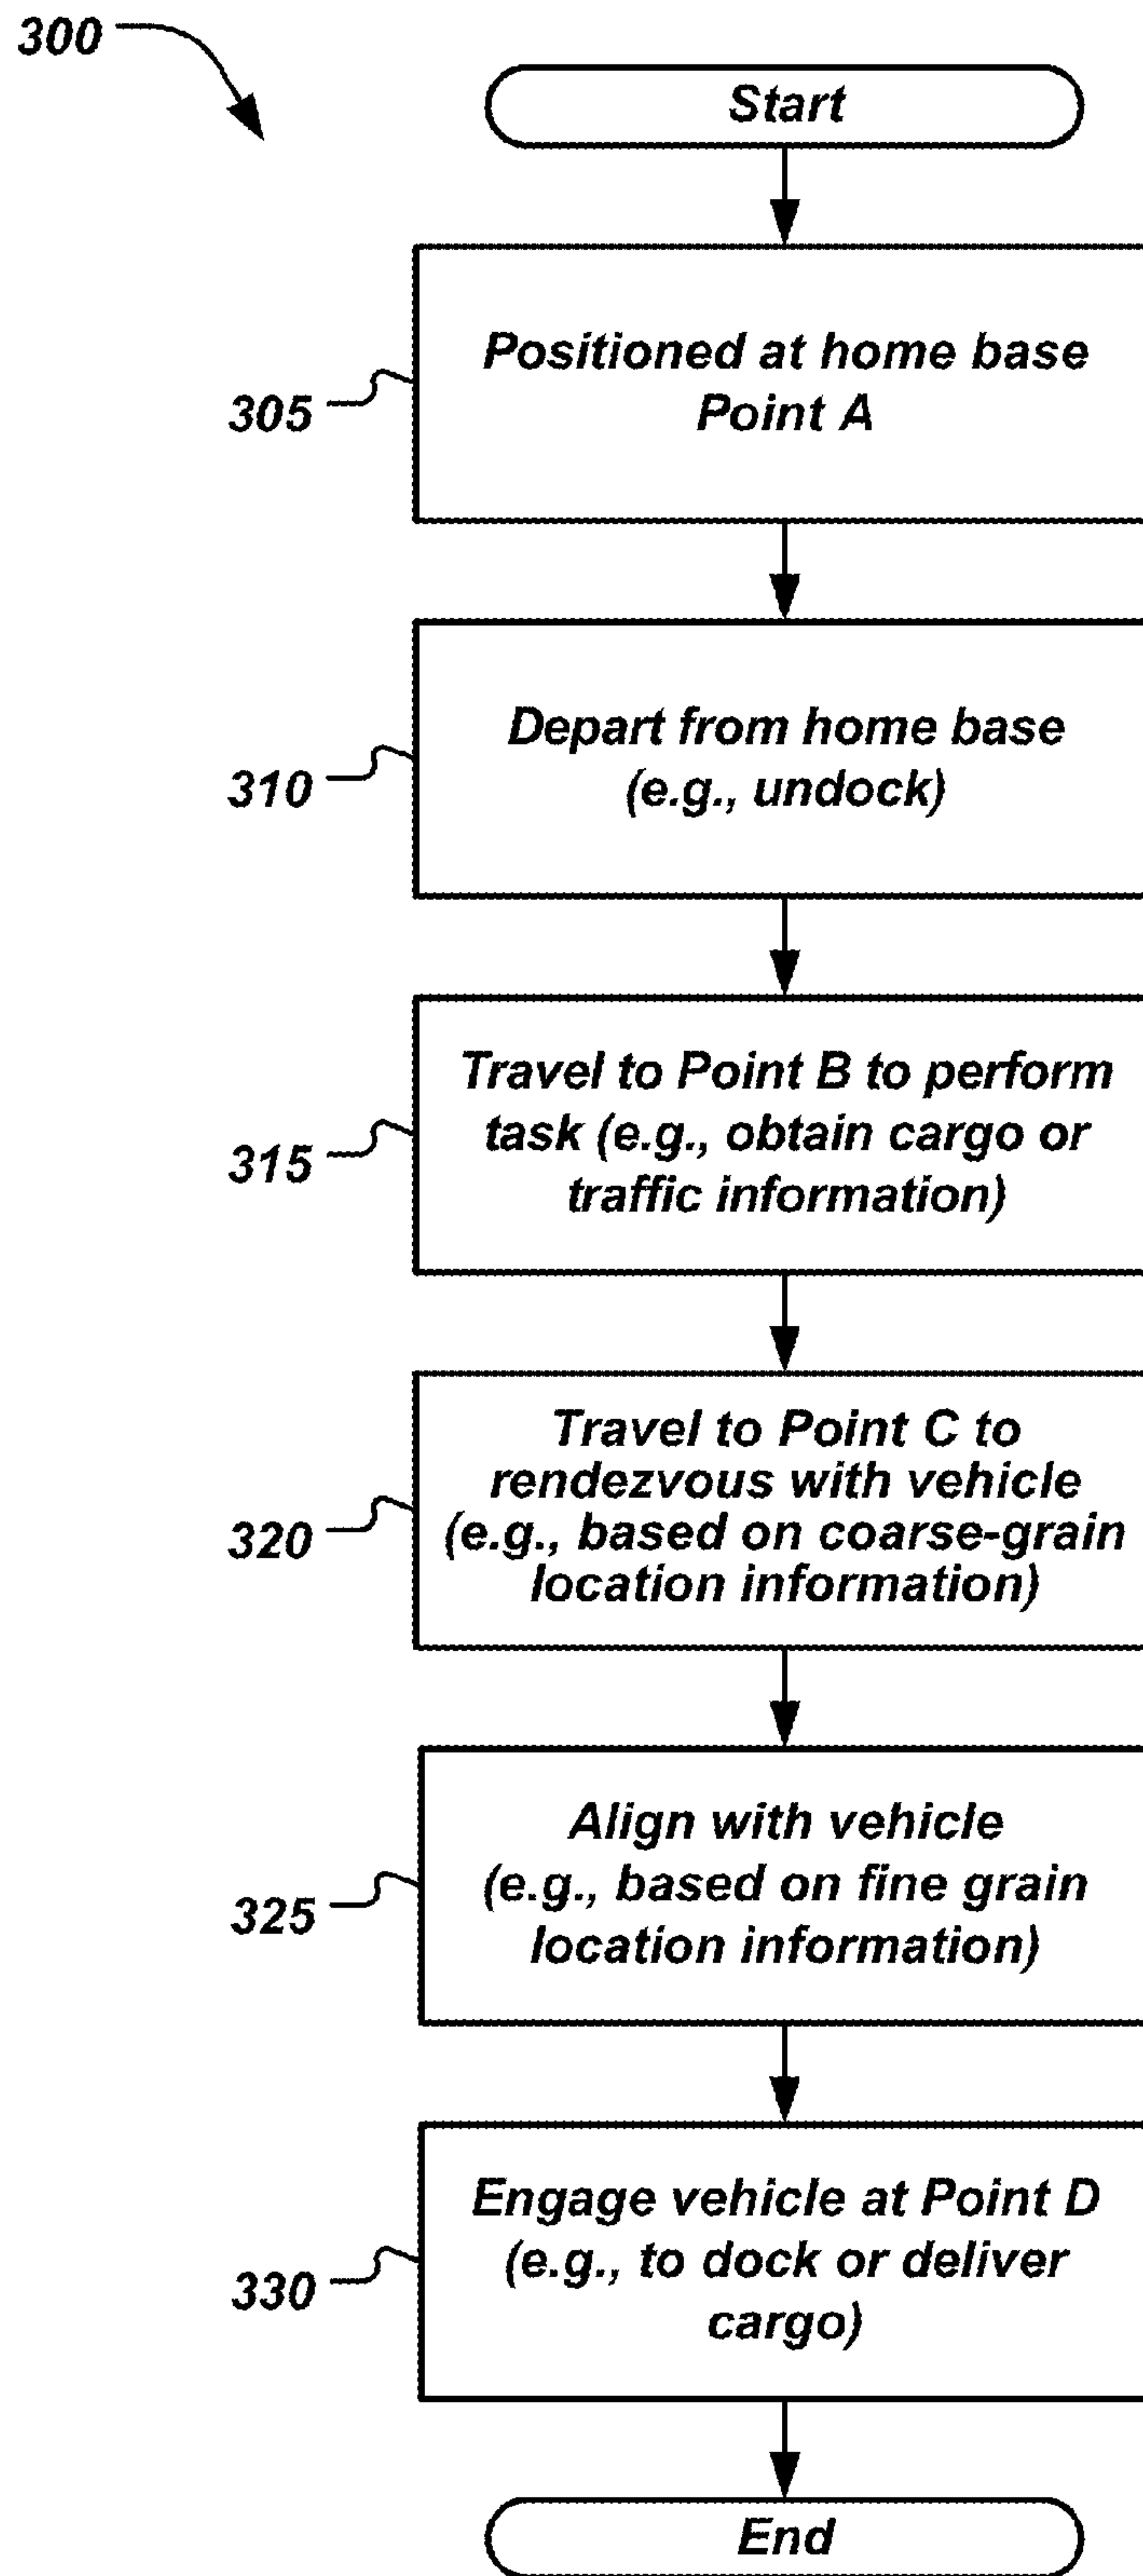 300
Start
Positioned at home base
Point A
305
Depart from home base
(e.g., undock)
310
Travel to Point B to perform
task (e.g., obtain cargo or
traffic information)
315
Travel to Point C to
rendezvous with vehicle
(e.g., based on coarse-grain
location information)
320
Align with vehicle
(e.g., based on fine grain
location information)
325
Engage vehicle at Point D
(e.g., to dock or deliver
cargo)
330
End